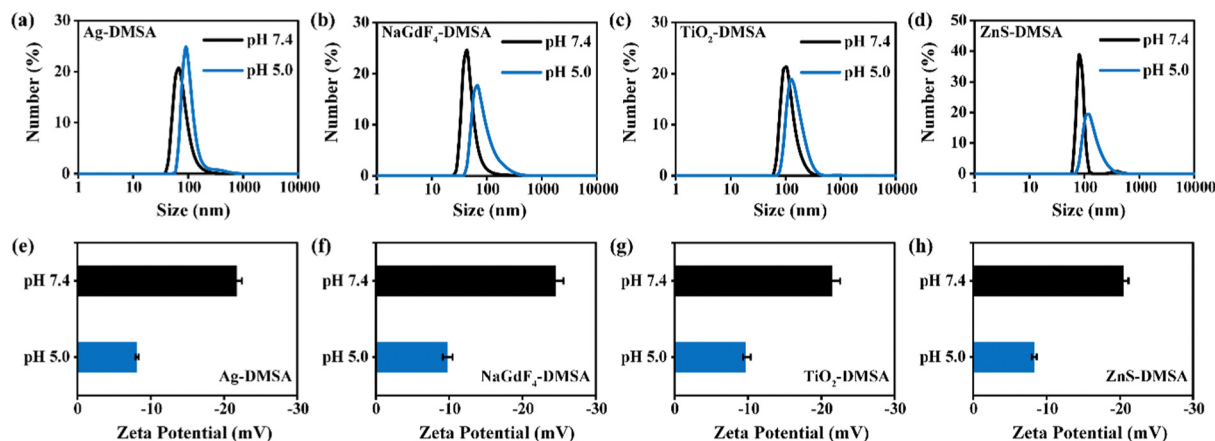 (a)
Ag-DMSA
pH 7.4
pH 5.0
Number (%)
30
20
10
0
1 10 100 1000 10000
Size (nm)
(b)
NaGdF₄-DMSA
pH 7.4
pH 5.0
Number (%)
30
20
10
0
1 10 100 1000 10000
Size (nm)
(c)
TiO₂-DMSA
pH 7.4
pH 5.0
Number (%)
30
20
10
0
1 10 100 1000 10000
Size (nm)
(d)
ZnS-DMSA
pH 7.4
pH 5.0
Number (%)
50
40
30
20
10
0
1 10 100 1000 10000
Size (nm)
(e)
pH 7.4
pH 5.0
Ag-DMSA
0 -10 -20 -30
Zeta Potential (mV)
(f)
pH 7.4
pH 5.0
NaGdF₄-DMSA
0 -10 -20 -30
Zeta Potential (mV)
(g)
pH 7.4
pH 5.0
TiO₂-DMSA
0 -10 -20 -30
Zeta Potential (mV)
(h)
pH 7.4
pH 5.0
ZnS-DMSA
0 -10 -20 -30
Zeta Potential (mV)